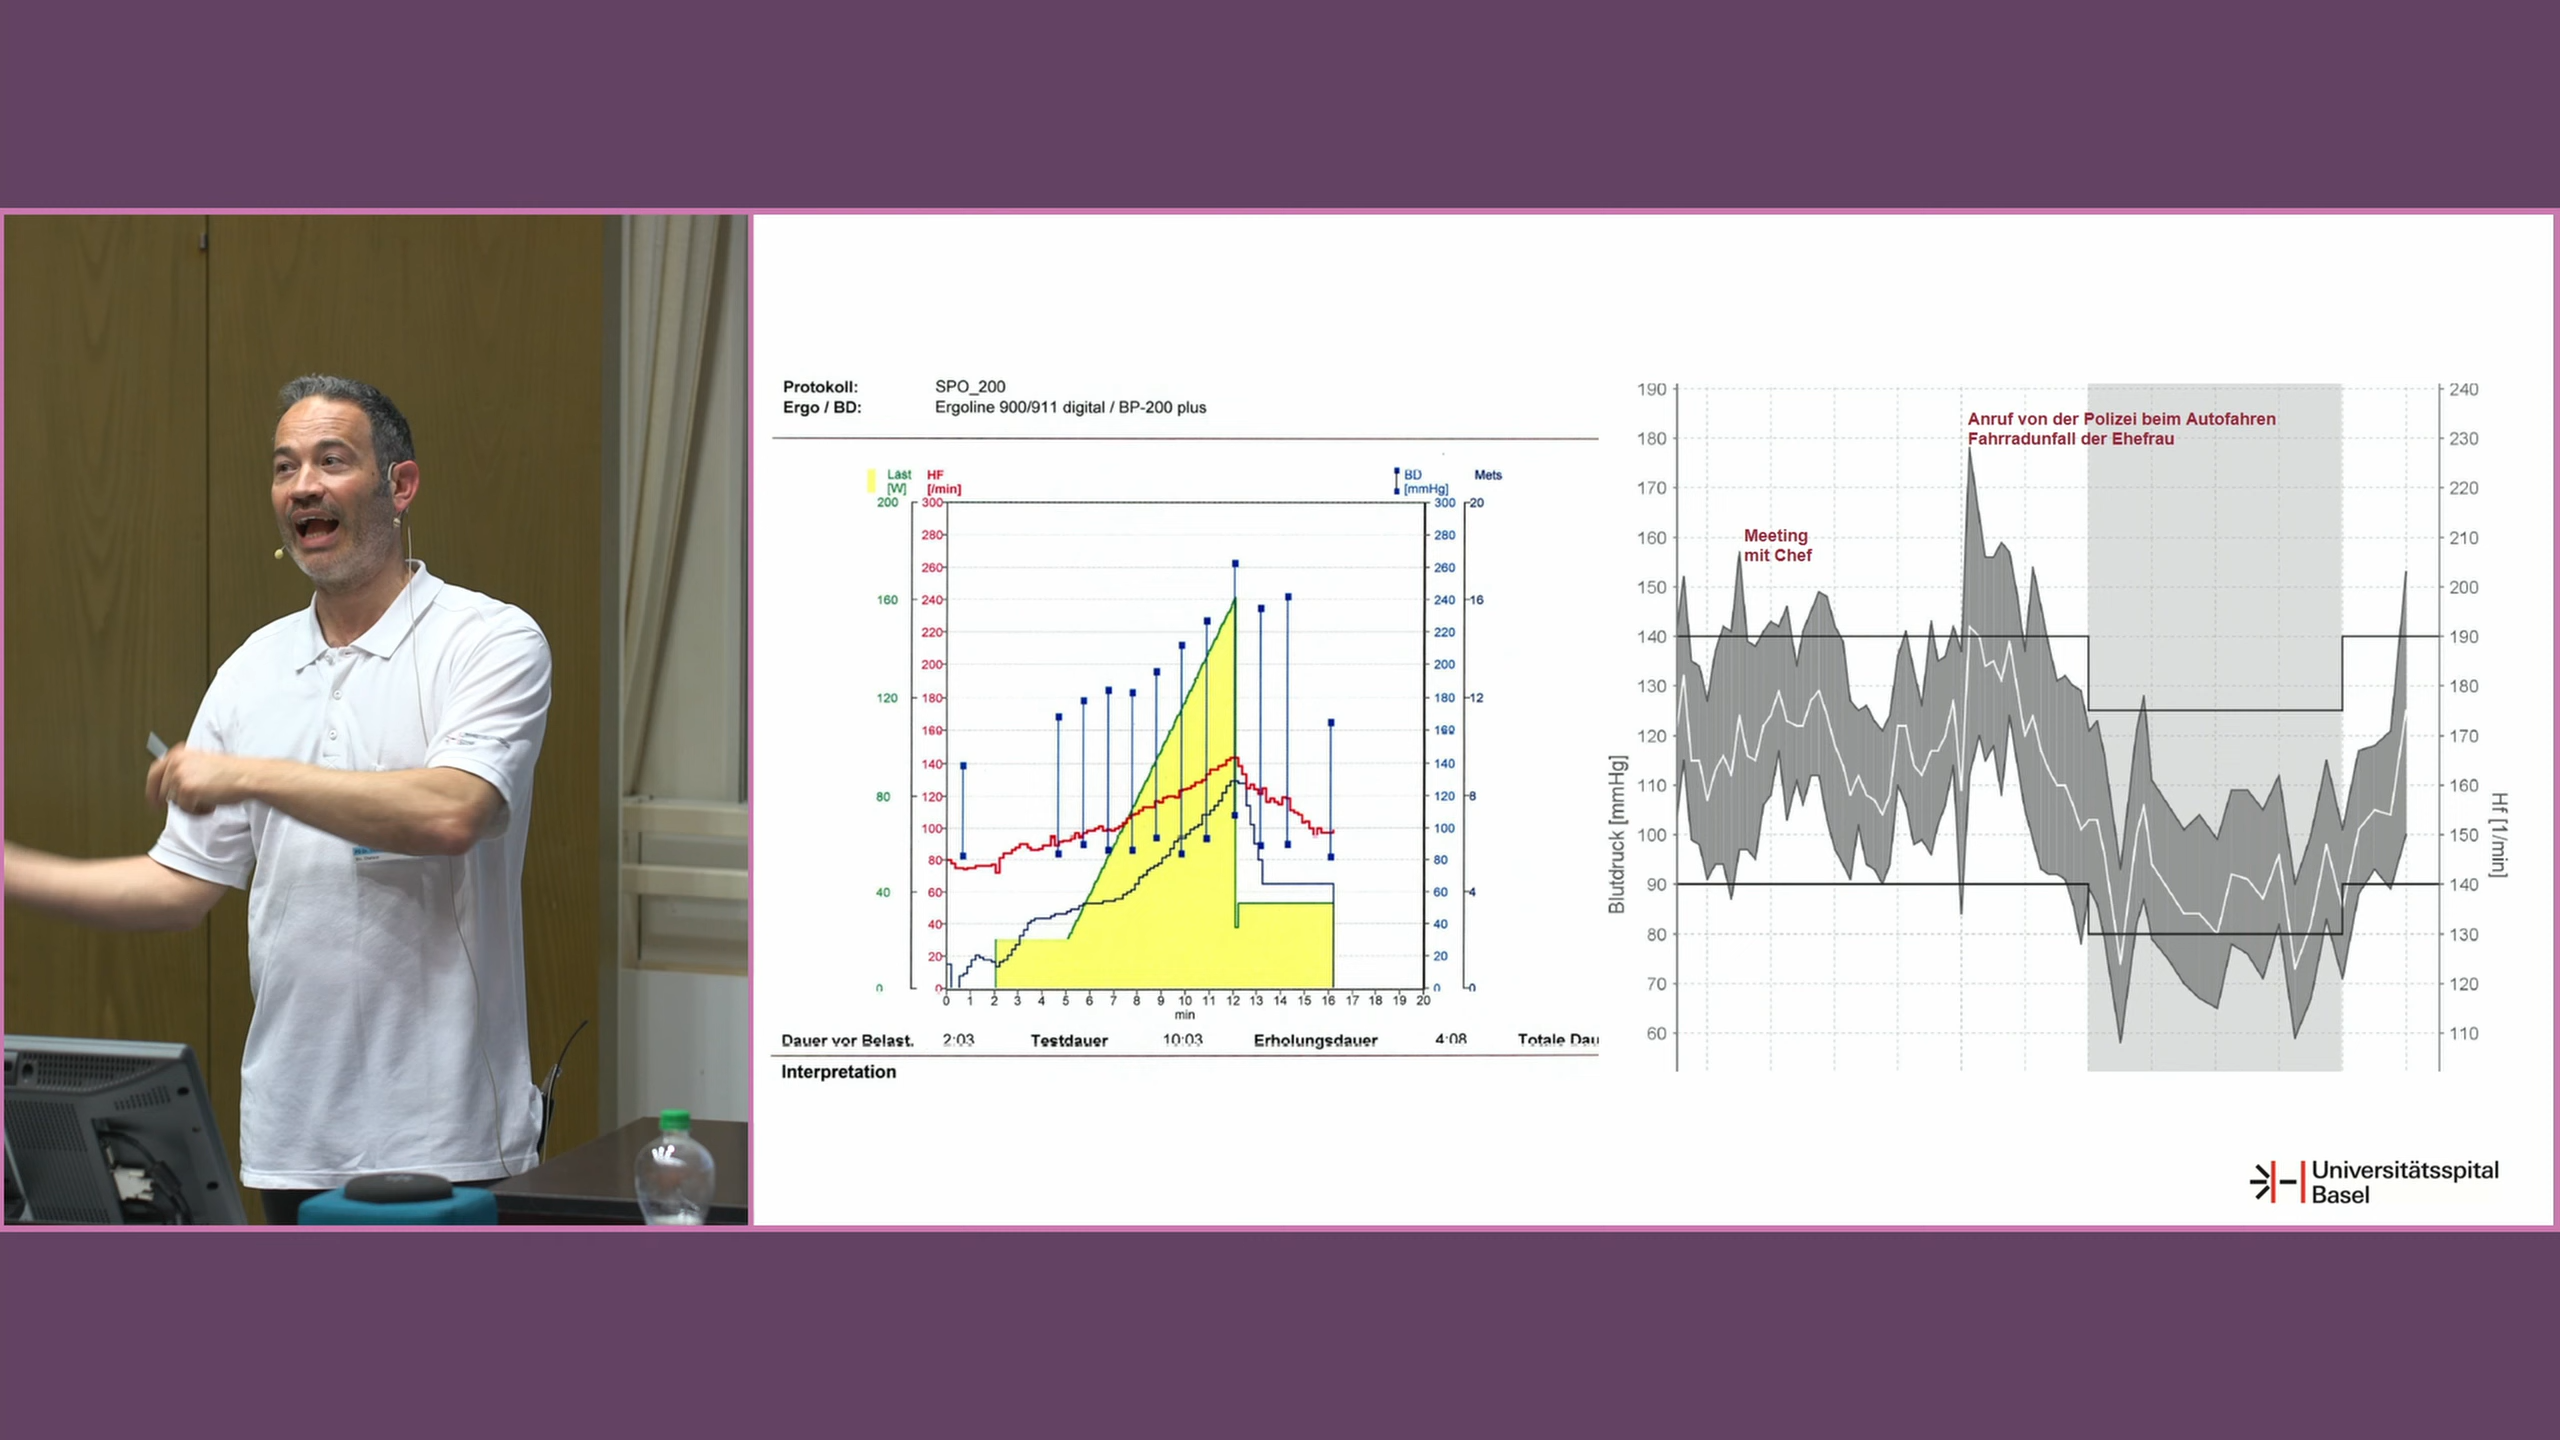 Protokoll: SPO_200
Ergo / BD: Ergoline 900/911 digital / BP-200 plus
Last HF BD Mets
[W] [/min] [mmHg]
200 300 300 20
280 280
260 260
160 240 240 16
220 220
200 200
120 180 180 12
160 160
140 140
80 120 120 8
100 100
80 80
40 60 60 4
40 40
20 20
0 0 0 0
0 1 2 3 4 5 6 7 8 9 10 11 12 13 14 15 16 17 18 19 20
min
Dauer vor Belast. 2:03 Testdauer 10:03 Erholungsdauer 4:08 Totale Dau
Interpretation
190 240
Anruf von der Polizei beim Autofahren
180 Fahrradunfall der Ehefrau 230
170 220
Meeting
160 210
mit Chef
150 200
140 190
130 180
120 170
110 160
100 150
90 140
80 130
70 120
60 110
Blutdruck [mmHg]
Hf [1/min]
Universitätsspital
Basel